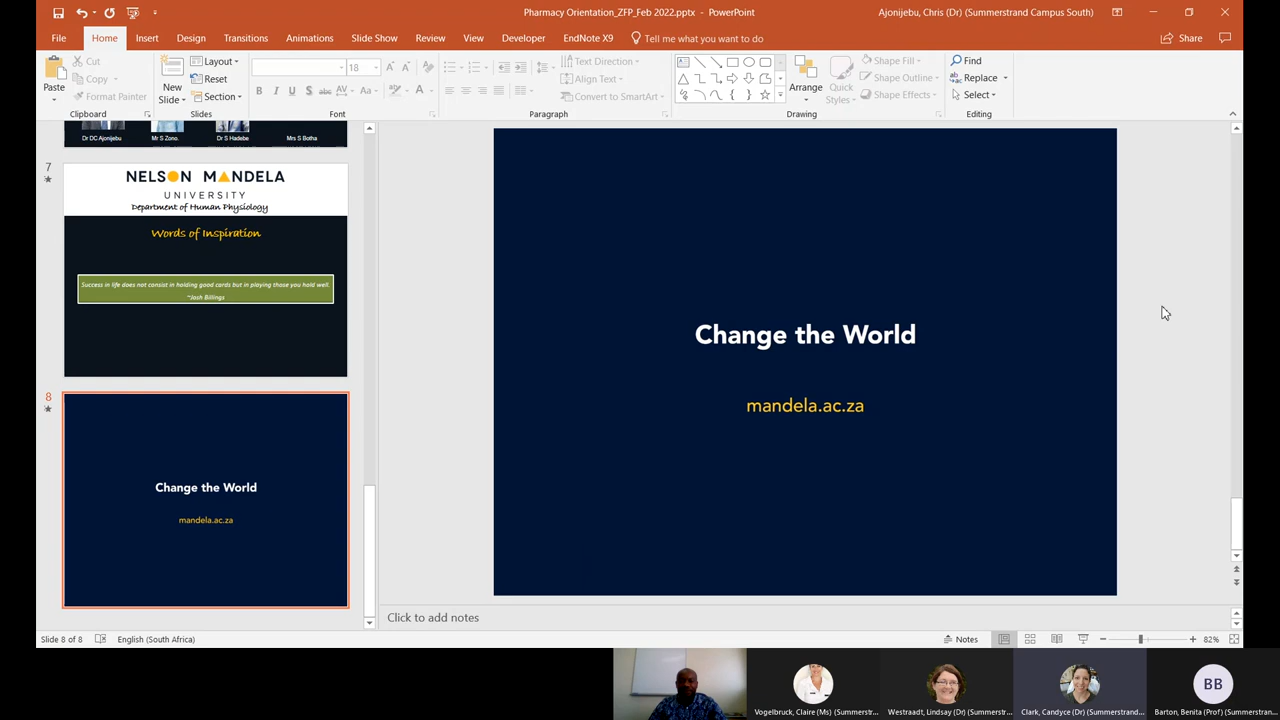 Pharmacy Orientation_ZFP_Feb 2022.pptx - PowerPoint
Ajonijebu, Chris (Dr) (Summerstrand Campus South)
File Home Insert Design Transitions Animations Slide Show Review View Developer EndNote X9 Tell me what you want to do Share
Paste
Cut
Copy
Format Painter
Clipboard
New
Slide
Layout
Reset
Section
Slides
18
Font
Text Direction
Align Text
Convert to SmartArt
Paragraph
Arrange
Quick
Styles
Shape Fill
Shape Outline
Shape Effects
Drawing
Find
Replace
Select
Editing
Dr DC Ajonijebu Mr S Zono. Dr S Hadebe Mrs S Botha
7
NELSON MANDELA
UNIVERSITY
Department of Human Physiology
Words of Inspiration
Success in life does not consist in holding good cards but in playing those you hold well.
~Josh Billings
8
Change the World
mandela.ac.za
Change the World
mandela.ac.za
Click to add notes
Slide 8 of 8 English (South Africa) Notes 82%
BB
Vogelbruck, Claire (Ms) (Summerstr... Westraadt, Lindsay (Dr) (Summerst... Clark, Candyce (Dr) (Summerstrand... Barton, Benita (Prof) (Summerstran...